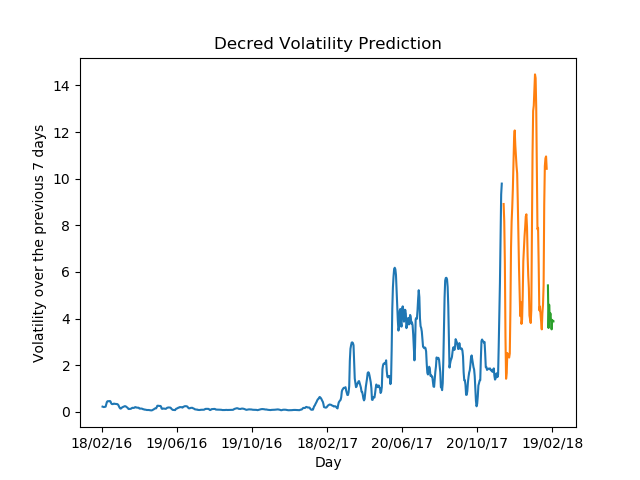 Decred Volatility Prediction
Volatility over the previous 7 days
14
12
10
8
6
4
2
0
18/02/16 19/06/16 19/10/16 18/02/17 20/06/17 20/10/17 19/02/18
Day